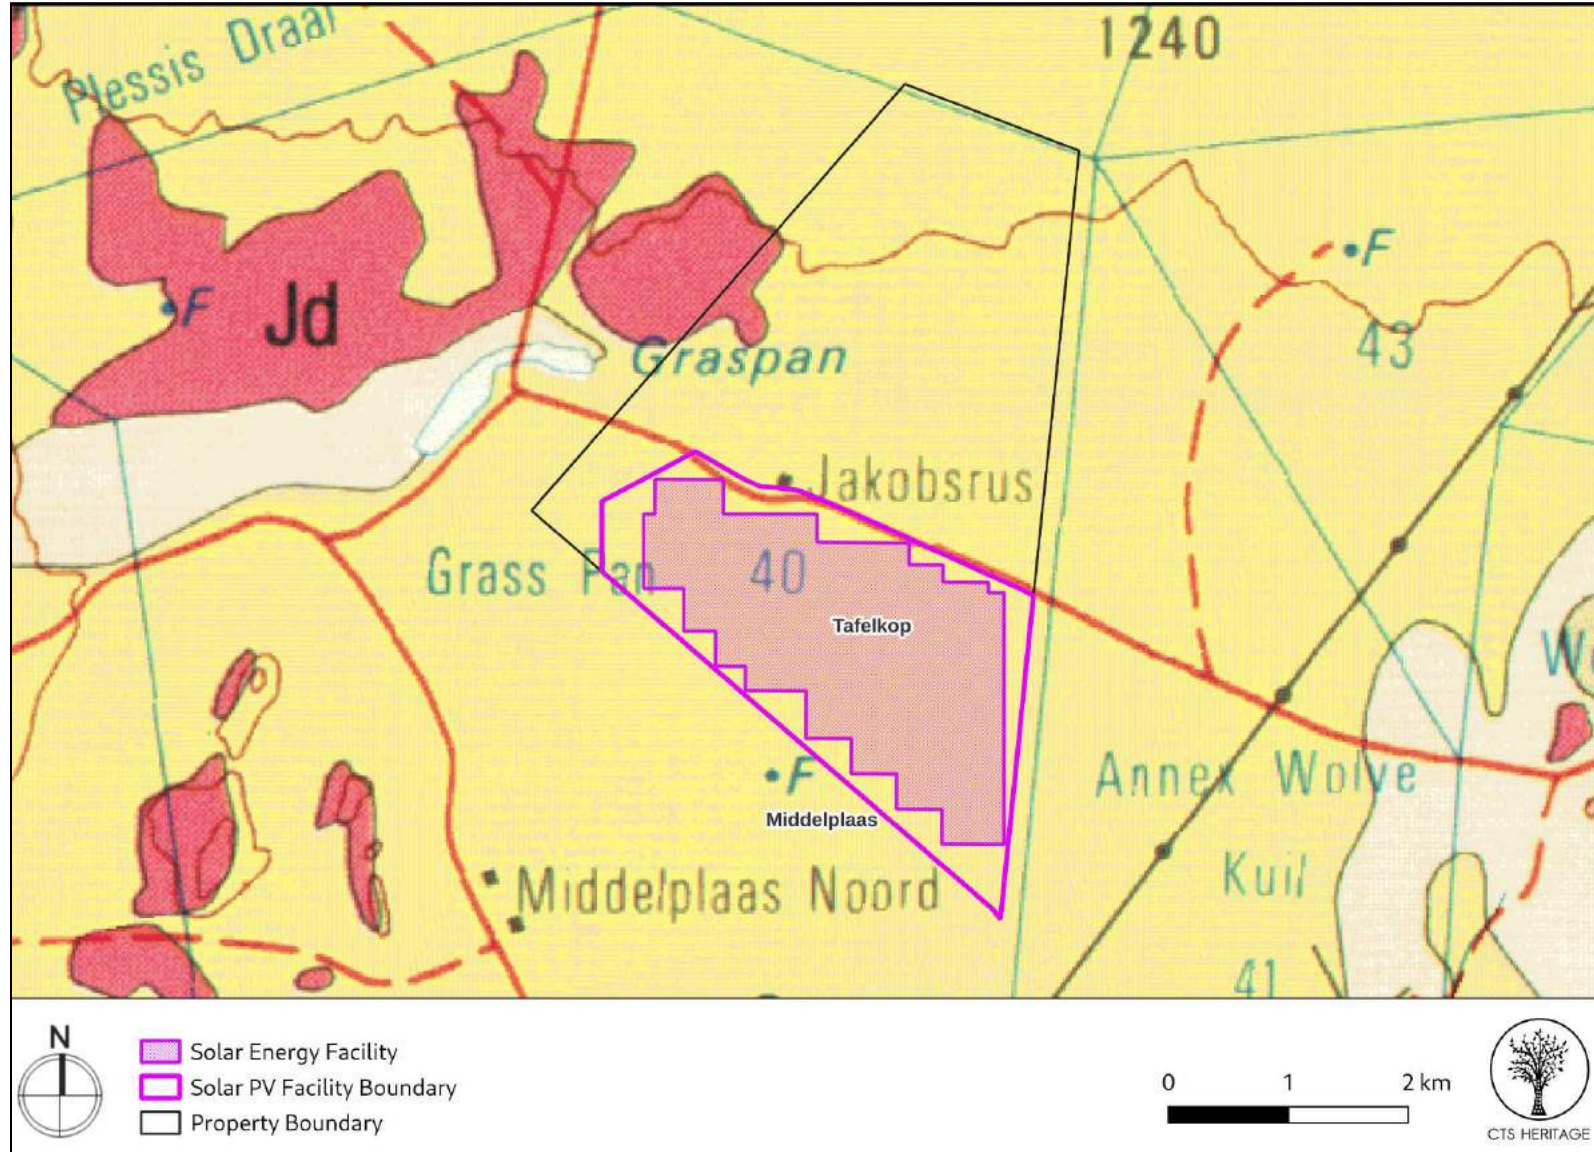 Plessis Draai
1240
F
F
Jd
43
Graspan
Jakobsrus
Grass Pan
40
Tafelkop
F
Annex Wolve
Middelplaas
Kuil
Middelplaas Noord
41
N
Solar Energy Facility
Solar PV Facility Boundary
Property Boundary
0 1 2 km
CTS HERITAGE